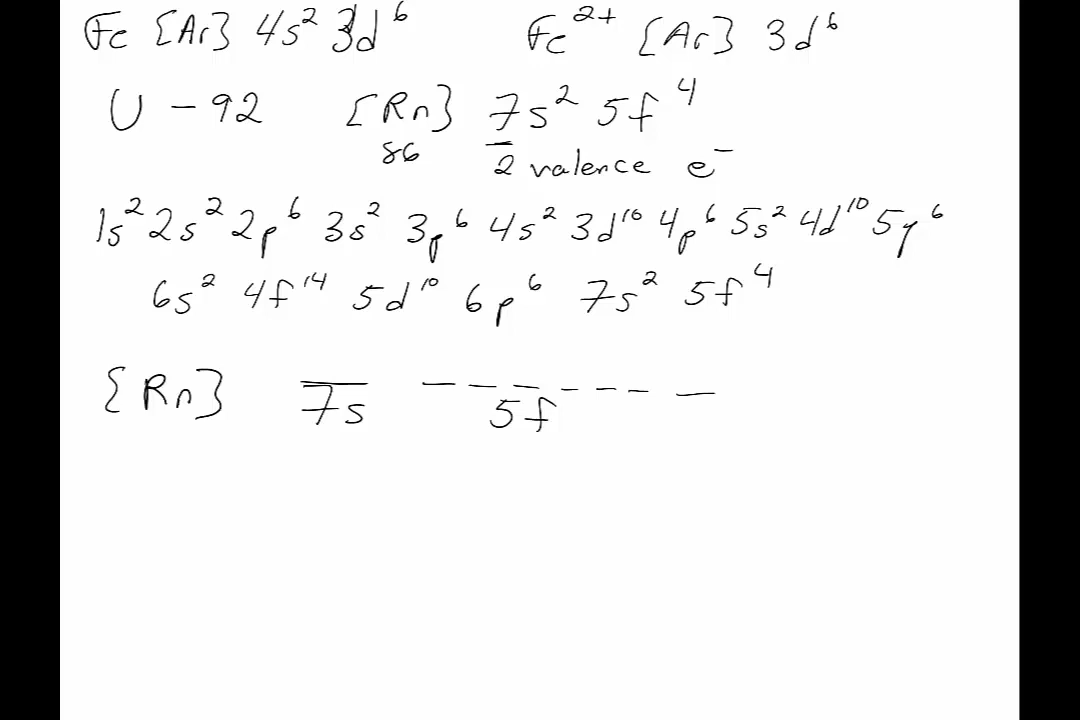 Fe [Ar] 4s² 3d⁶ Fe²⁺ [Ar] 3d⁶
U – 92 [Rn] 7s² 5f⁴
86 2 valence e⁻
1s² 2s² 2p⁶ 3s² 3p⁶ 4s² 3d¹⁰ 4p⁶ 5s² 4d¹⁰ 5p⁶
6s² 4f¹⁴ 5d¹⁰ 6p⁶ 7s² 5f⁴
[Rn] 7s 5f